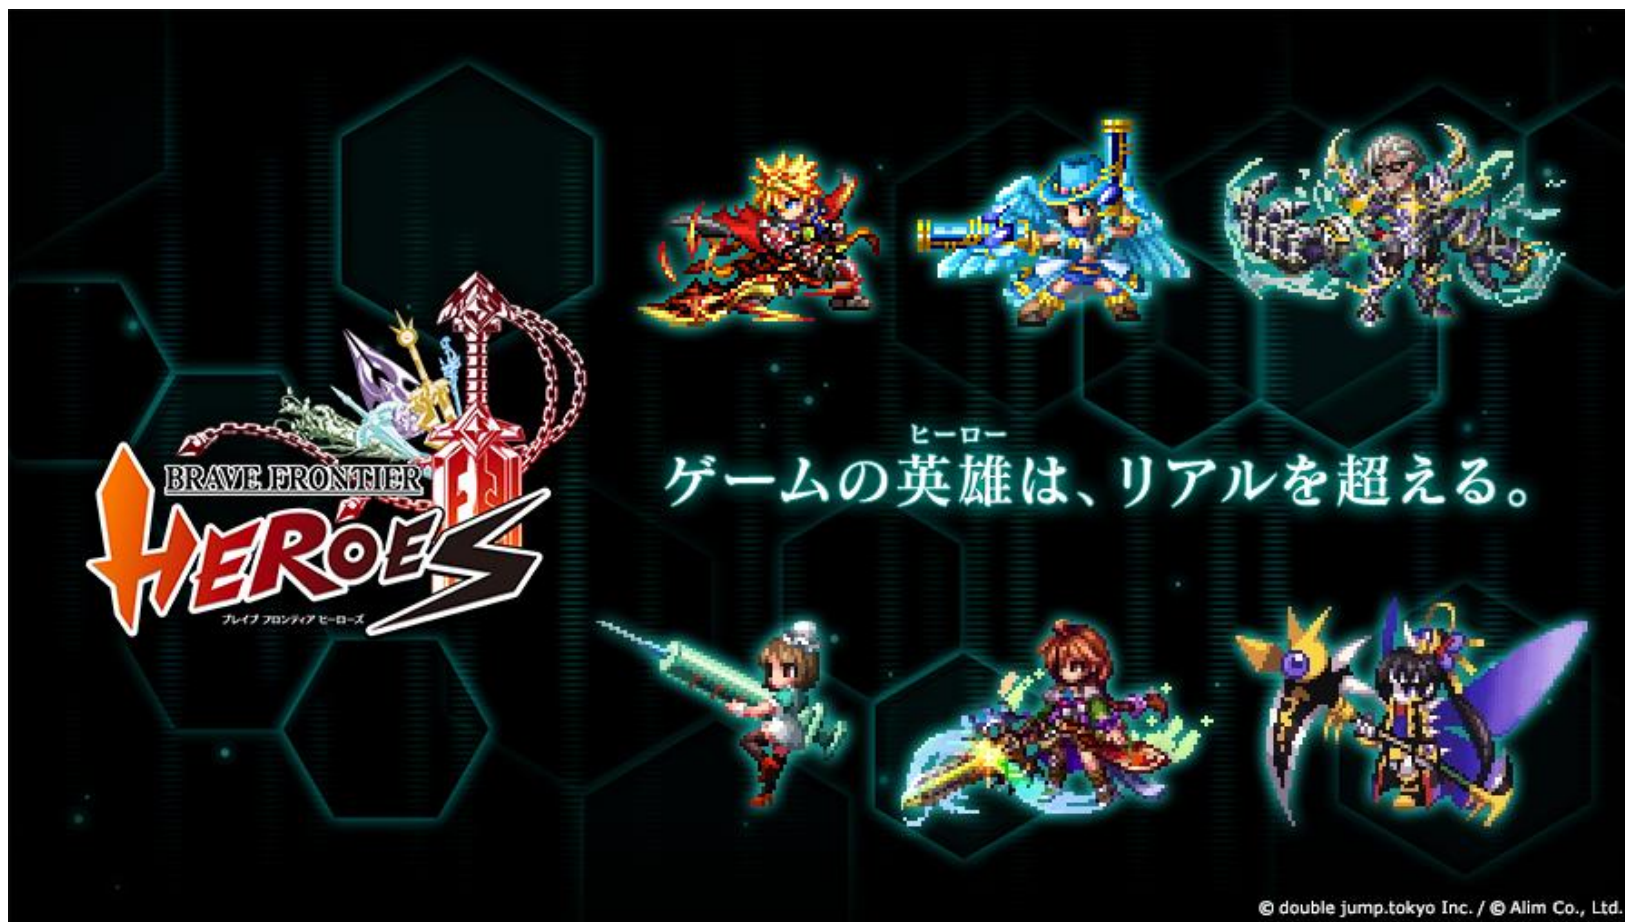 BRAVE FRONTIER
HEROES
ブレイブ フロンティア ヒーローズ
ヒーロー
ゲームの英雄は、リアルを超える。
© double jump.tokyo Inc. / © Alim Co., Ltd.